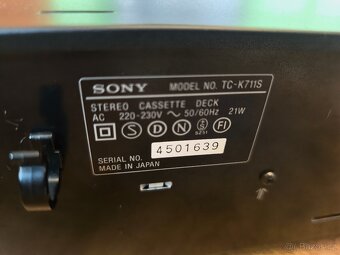 SONY MODEL NO. TC-K711S
STEREO CASSETTE DECK
AC 220-230V ~ 50/60Hz 21W
S D N S FI
SERIAL NO. 4501639
MADE IN JAPAN